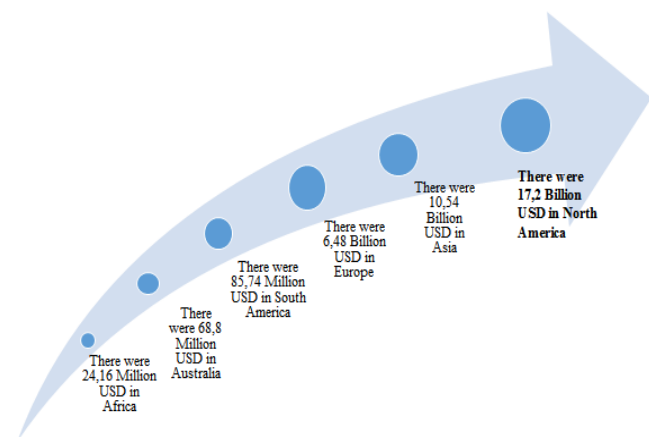 There were
24,16 Million
USD in
Africa
There
were 68,8
Million
USD in
Australia
There were
85,74 Million
USD in South
America
There were
6,48 Billion
USD in
Europe
There were
10,54
Billion
USD in
Asia
There were
17,2 Billion
USD in North
America